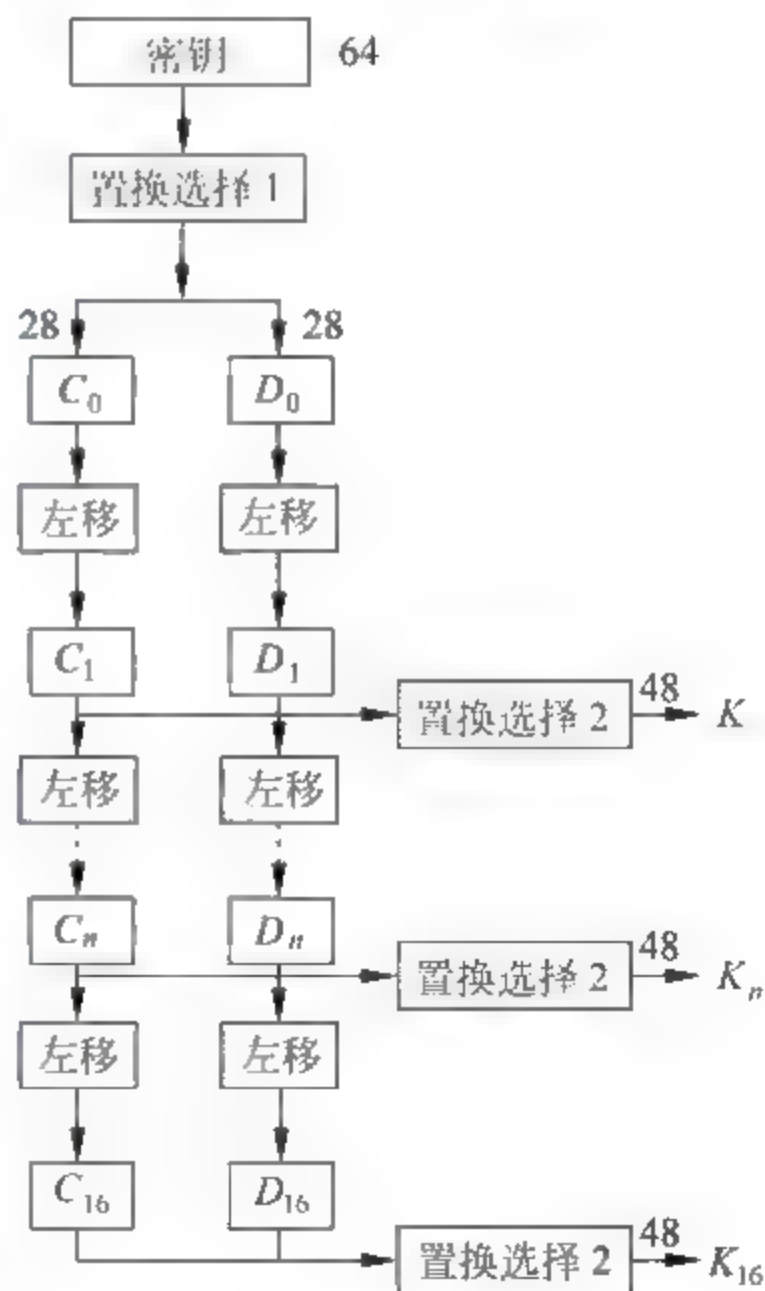 密钥 64
置换选择 1
28 28
C₀ D₀
左移 左移
C₁ D₁
置换选择 2 48 K
左移 左移
Cₙ Dₙ
置换选择 2 48 Kₙ
左移 左移
C₁₆ D₁₆
置换选择 2 48 K₁₆